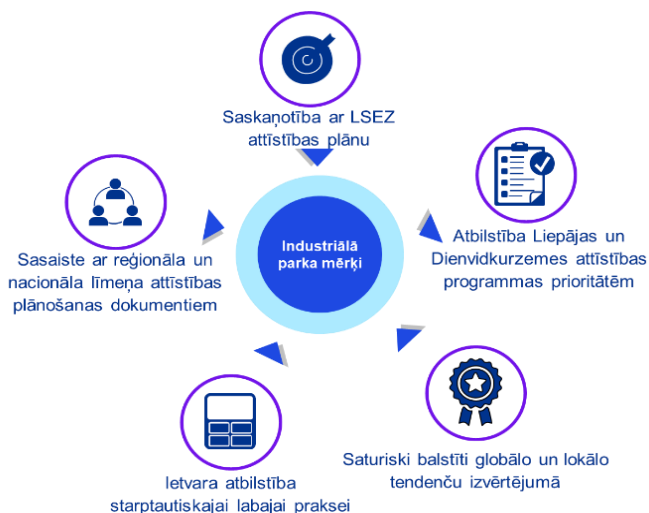 Saskaņotība ar LSEZ
attīstības plānu
Sasaiste ar reģionāla un
nacionāla līmeņa attīstības
plānošanas dokumentiem
Industriālā
parka mērķi
Atbilstība Liepājas un
Dienvidkurzemes attīstības
programmas prioritātēm
Ietvara atbilstība
starptautiskajai labajai praksei
Saturiski balstīti globālo un lokālo
tendenču izvērtējumā